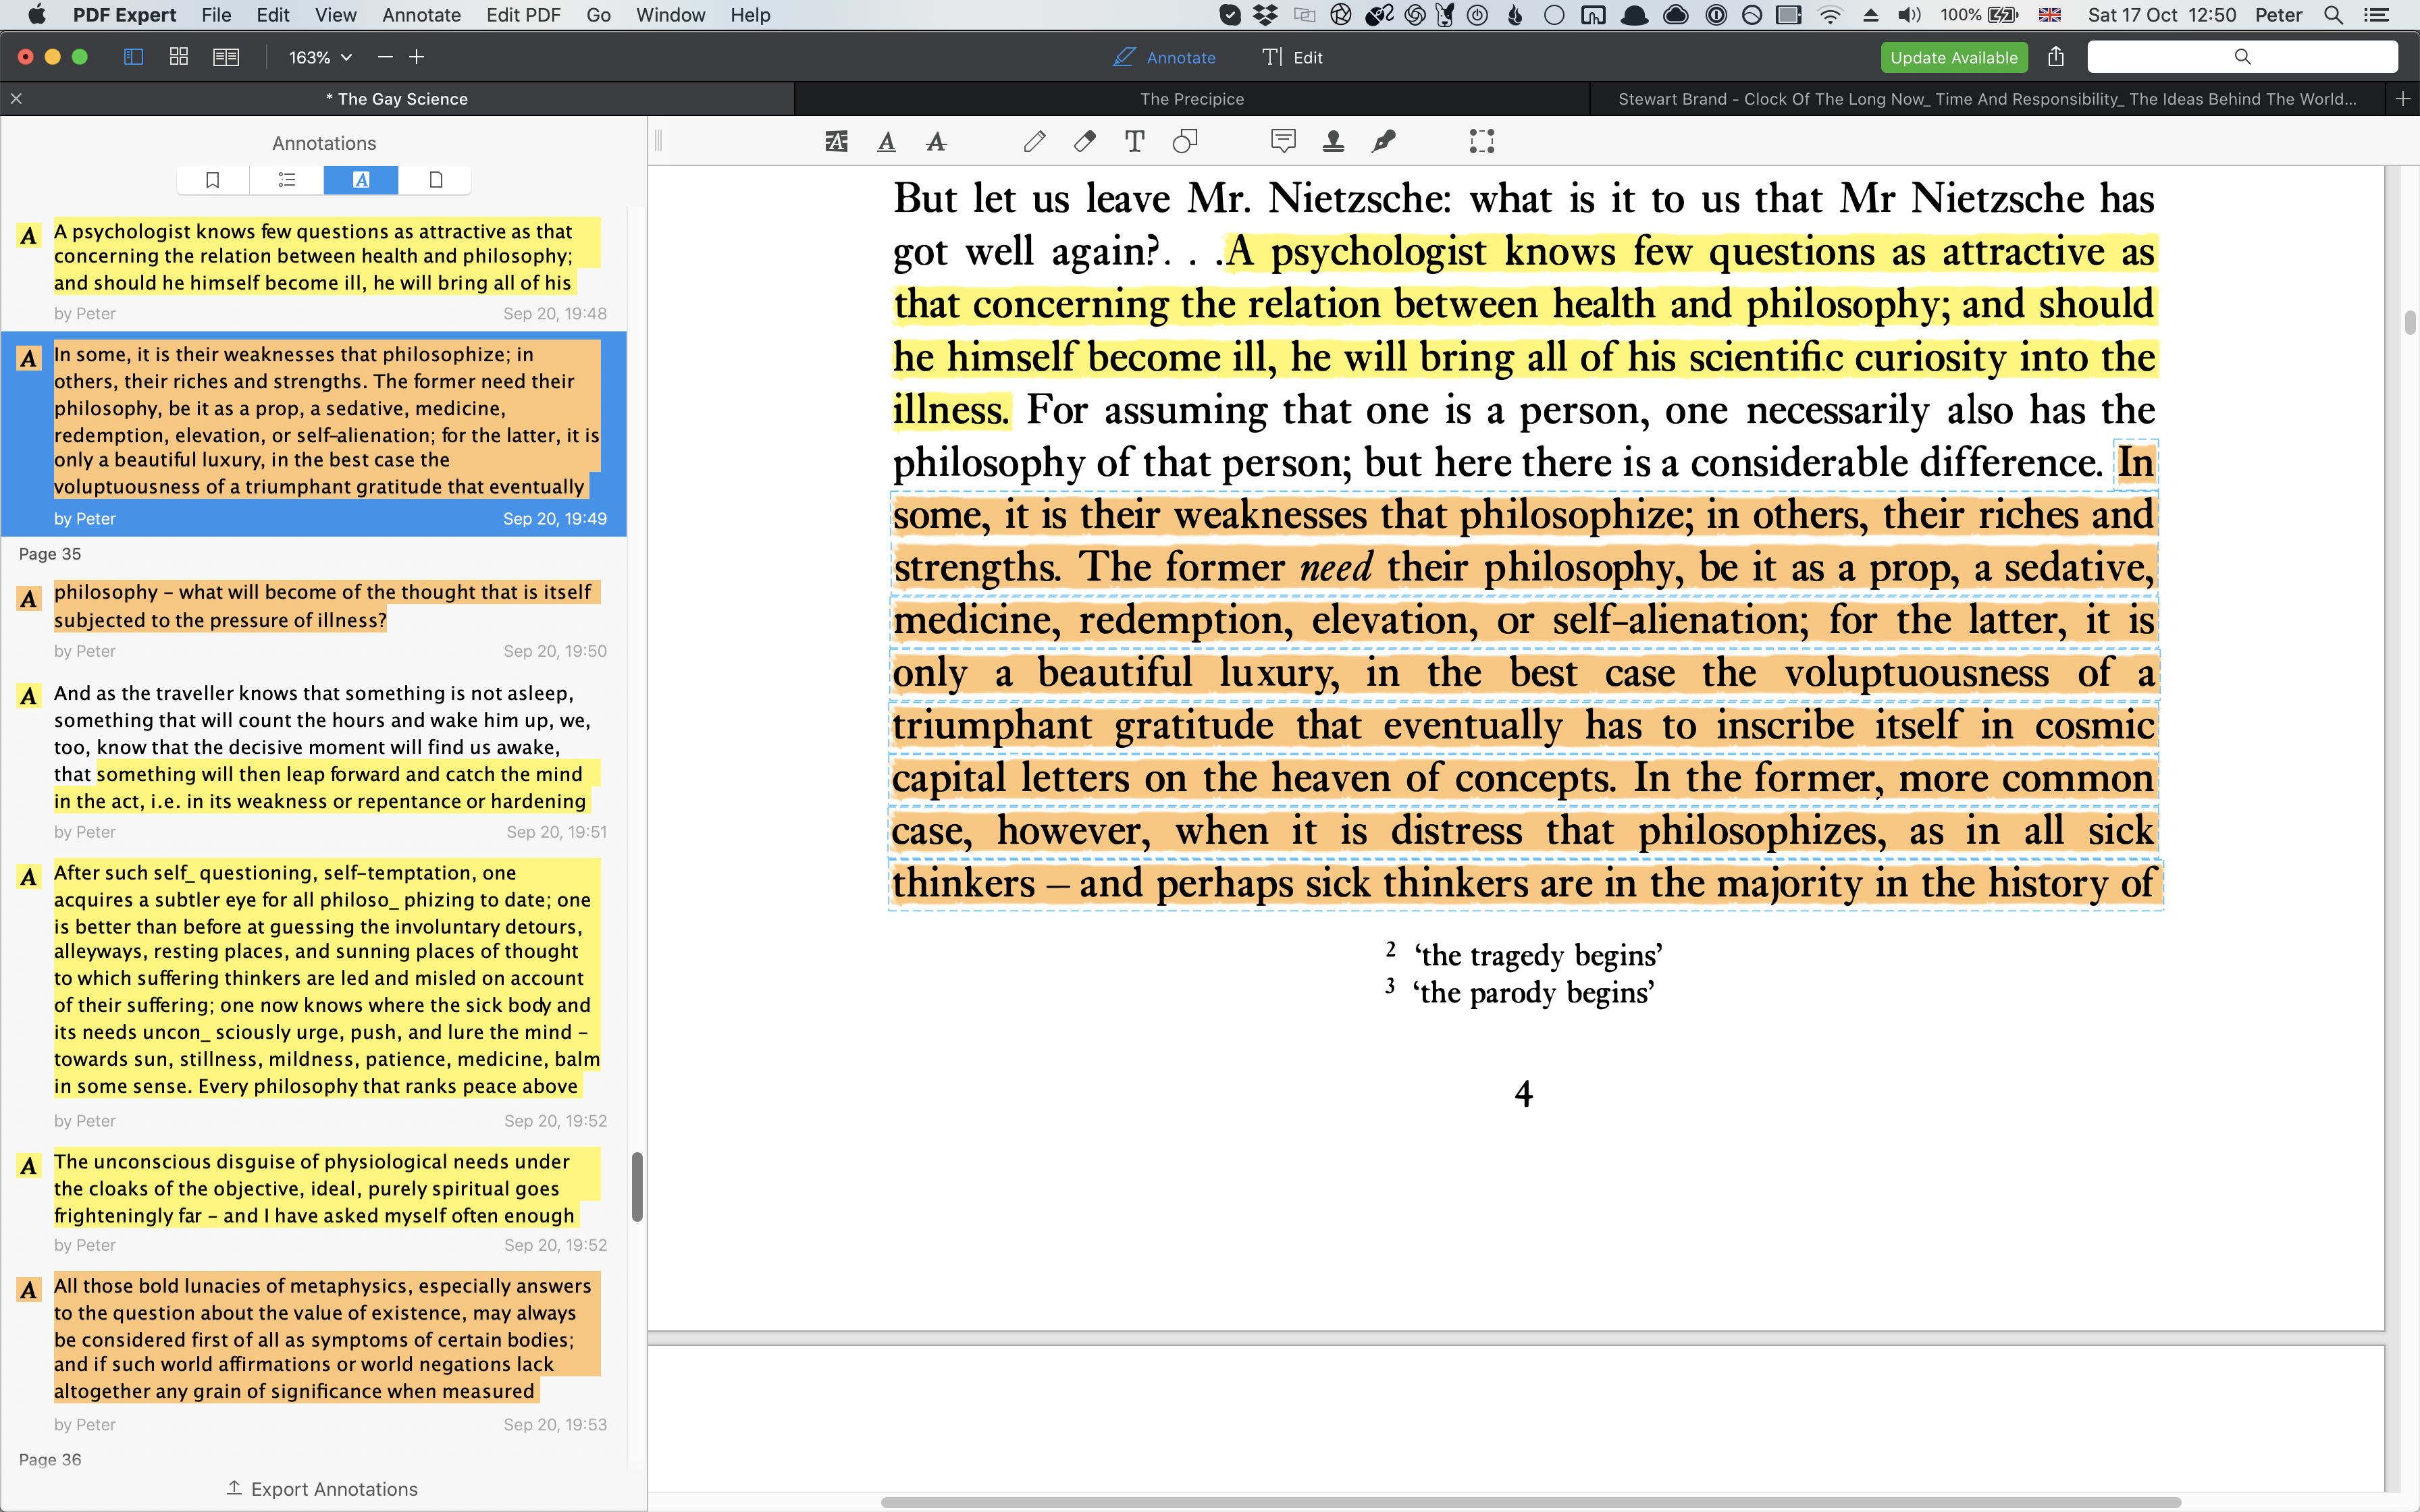 PDF Expert File Edit View Annotate Edit PDF Go Window Help 100% Sat 17 Oct 12:50 Peter
163% Annotate Edit Update Available
* The Gay Science The Precipice Stewart Brand - Clock Of The Long Now_ Time And Responsibility_ The Ideas Behind The World...
Annotations
A psychologist knows few questions as attractive as that
concerning the relation between health and philosophy;
and should he himself become ill, he will bring all of his
by Peter Sep 20, 19:48
In some, it is their weaknesses that philosophize; in
others, their riches and strengths. The former need their
philosophy, be it as a prop, a sedative, medicine,
redemption, elevation, or self-alienation; for the latter, it is
only a beautiful luxury, in the best case the
voluptuousness of a triumphant gratitude that eventually
by Peter Sep 20, 19:49
Page 35
philosophy – what will become of the thought that is itself
subjected to the pressure of illness?
by Peter Sep 20, 19:50
And as the traveller knows that something is not asleep,
something that will count the hours and wake him up, we,
too, know that the decisive moment will find us awake,
that something will then leap forward and catch the mind
in the act, i.e. in its weakness or repentance or hardening
by Peter Sep 20, 19:51
After such self_ questioning, self-temptation, one
acquires a subtler eye for all philoso_ phizing to date; one
is better than before at guessing the involuntary detours,
alleyways, resting places, and sunning places of thought
to which suffering thinkers are led and misled on account
of their suffering; one now knows where the sick body and
its needs uncon_ sciously urge, push, and lure the mind –
towards sun, stillness, mildness, patience, medicine, balm
in some sense. Every philosophy that ranks peace above
by Peter Sep 20, 19:52
The unconscious disguise of physiological needs under
the cloaks of the objective, ideal, purely spiritual goes
frighteningly far – and I have asked myself often enough
by Peter Sep 20, 19:52
All those bold lunacies of metaphysics, especially answers
to the question about the value of existence, may always
be considered first of all as symptoms of certain bodies;
and if such world affirmations or world negations lack
altogether any grain of significance when measured
by Peter Sep 20, 19:53
Page 36
Export Annotations
But let us leave Mr. Nietzsche: what is it to us that Mr Nietzsche has
got well again?. . .A psychologist knows few questions as attractive as
that concerning the relation between health and philosophy; and should
he himself become ill, he will bring all of his scientific curiosity into the
illness. For assuming that one is a person, one necessarily also has the
philosophy of that person; but here there is a considerable difference. In
some, it is their weaknesses that philosophize; in others, their riches and
strengths. The former need their philosophy, be it as a prop, a sedative,
medicine, redemption, elevation, or self-alienation; for the latter, it is
only a beautiful luxury, in the best case the voluptuousness of a
triumphant gratitude that eventually has to inscribe itself in cosmic
capital letters on the heaven of concepts. In the former, more common
case, however, when it is distress that philosophizes, as in all sick
thinkers – and perhaps sick thinkers are in the majority in the history of
2 ‘the tragedy begins’
3 ‘the parody begins’
4